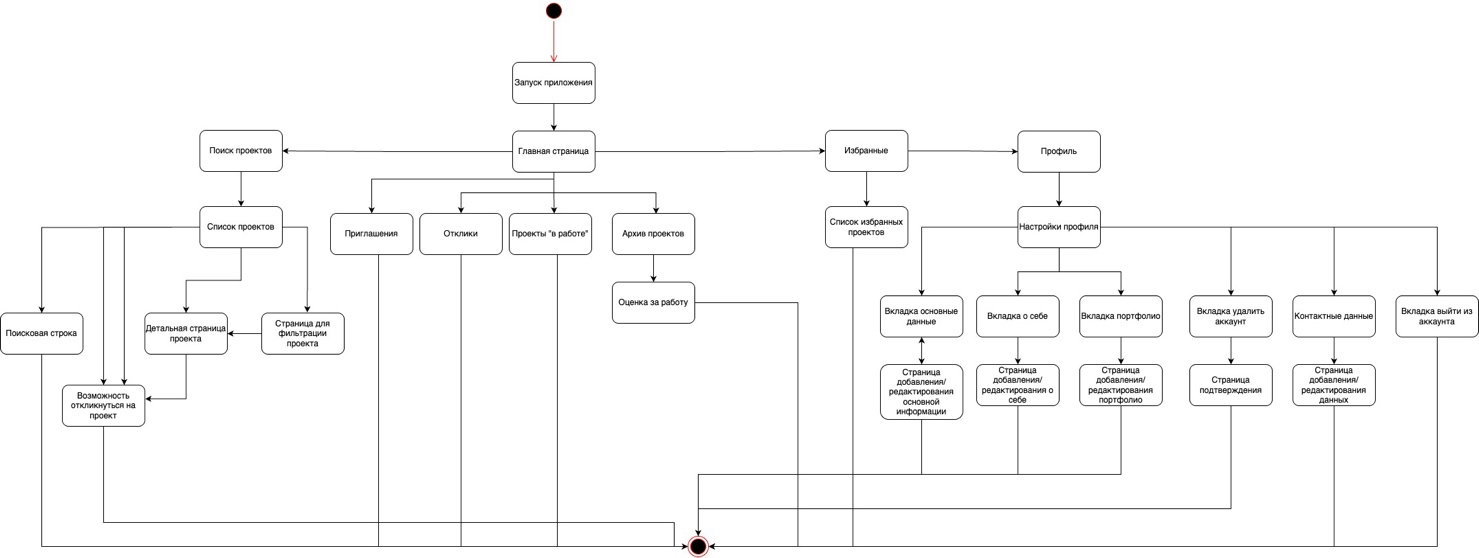 Запуск приложения
Поиск проектов
Главная страница
Избранные
Профиль
Список проектов
Приглашения
Отклики
Проекты "в работе"
Архив проектов
Список избранных
проектов
Настройки профиля
Оценка за работу
Поисковая строка
Детальная страница
проекта
Страница для
фильтрации
проекта
Вкладка основные
данные
Вкладка о себе
Вкладка портфолио
Вкладка удалить
аккаунт
Контактные данные
Вкладка выйти из
аккаунта
Возможность
откликнуться на
проект
Страница
добавления/
редактирования
основной
информации
Страница
добавления/
редактирования о
себе
Страница
добавления/
редактирования
портфолио
Страница
подтверждения
Страница
добавления/
редактирования
данных